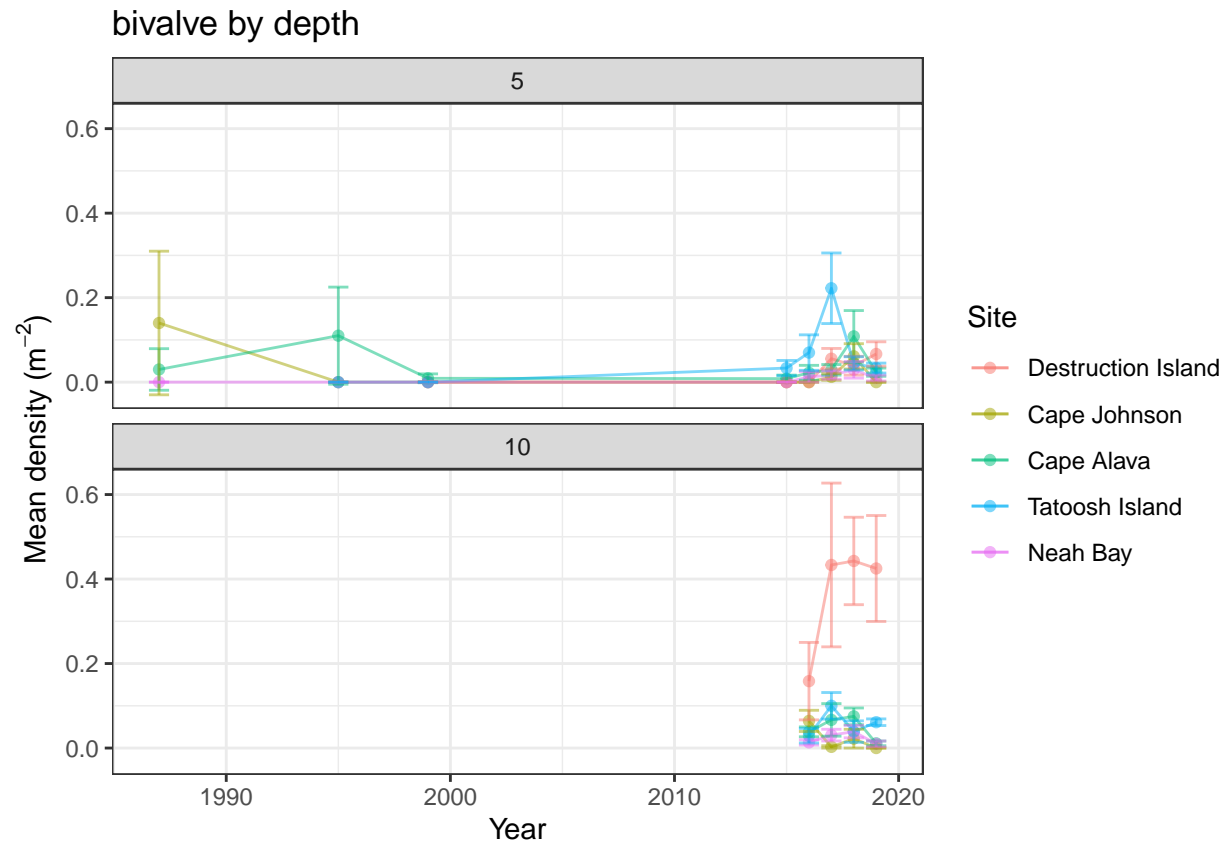 bivalve by depth
5
0.6
0.4
0.2
0.0
10
0.6
0.4
0.2
0.0
1990 2000 2010 2020
Year
Mean density (m⁻²)
Site
Destruction Island
Cape Johnson
Cape Alava
Tatoosh Island
Neah Bay